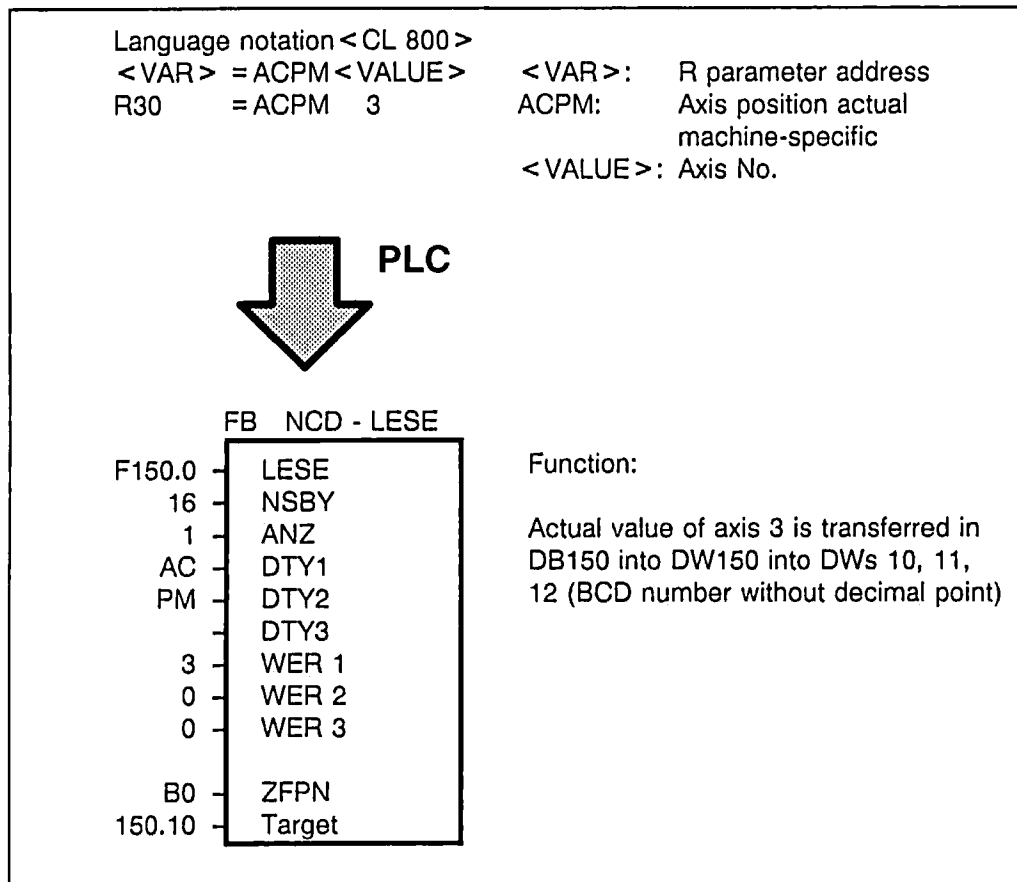 Language notation <CL 800>
<VAR> =ACPM<VALUE> <VAR>: R parameter address
R30 =ACPM 3 ACPM: Axis position actual
machine-specific
<VALUE>: Axis No.
PLC
FB NCD - LESE
F150.0 LESE
16 NSBY
1 ANZ
AC DTY1
PM DTY2
DTY3
3 WER 1
0 WER 2
0 WER 3
B0 ZFPN
150.10 Target
Function:
Actual value of axis 3 is transferred in
DB150 into DW150 into DWs 10, 11,
12 (BCD number without decimal point)